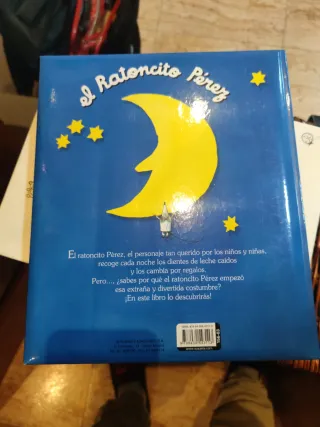 el Ratoncito Pérez
El ratoncito Pérez, el personaje tan querido por los niños y niñas,
recoge cada noche los dientes de leche caídos
y los cambia por regalos.
Pero..., ¿sabes por qué el ratoncito Pérez empezó
esa extraña y divertida costumbre?
¡En este libro lo descubrirás!